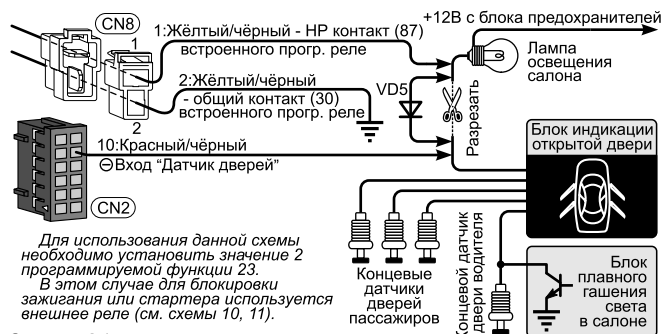 CN8
1
1:Жёлтый/чёрный - НР контакт (87)
встроенного прогр. реле
+12В с блока предохранителей
Лампа
освещения
салона
2:Жёлтый/чёрный
- общий контакт (30)
встроенного прогр. реле
2
VD5
Разрезать
10:Красный/чёрный
⊖Вход “Датчик дверей”
CN2
Блок индикации
открытой двери
Для использования данной схемы
необходимо установить значение 2
программируемой функции 23.
В этом случае для блокировки
зажигания или стартера используется
внешнее реле (см. схемы 10, 11).
Концевые
датчики
дверей
пассажиров
Концевой датчик
двери водителя
Блок
плавного
гашения
света
в салоне